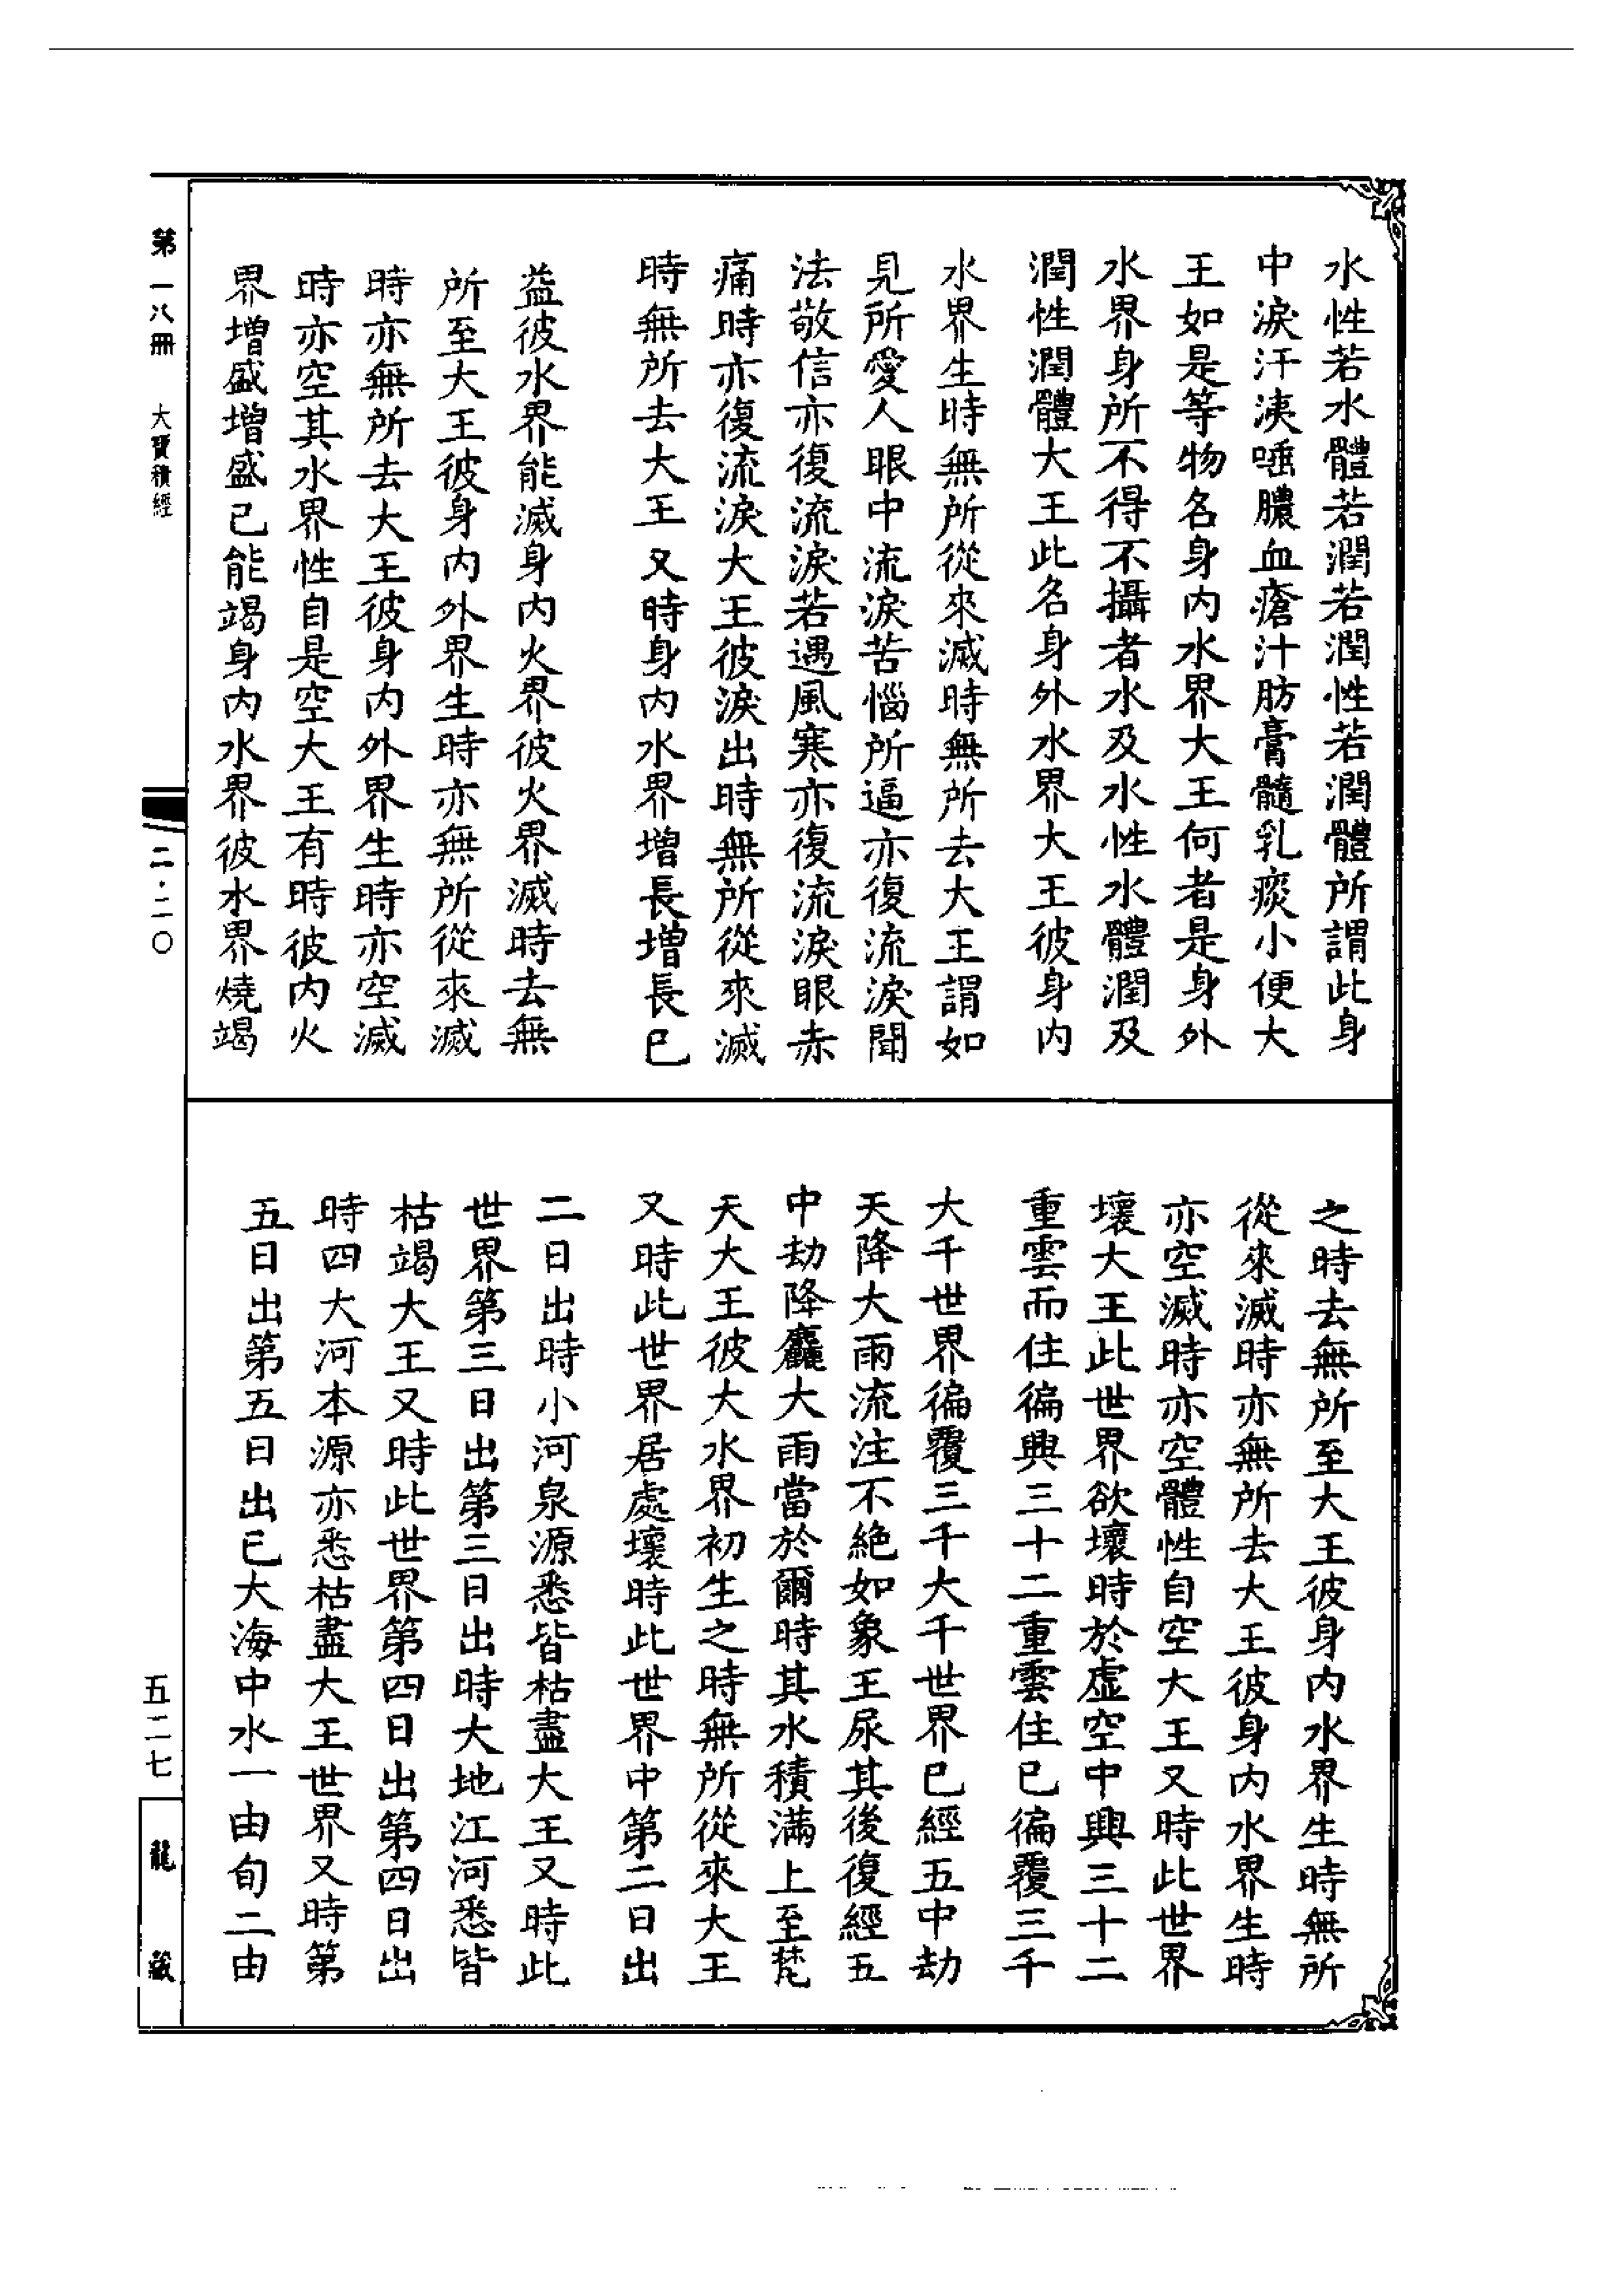 水性若水體若潤若潤性若潤體所謂此身
中淚汗洟唾膿血瘡汁肪膏髓乳痰小便大
王如是等物名身內水界大王何者是身外
水界身所不得不攝者水及水性水體潤及
潤性潤體大王此名身外水界大王彼身內
水界生時無所從來滅時無所去大王謂如
見所愛人眼中流淚苦惱所逼亦復流淚聞
法敬信亦復流淚若遇風寒亦復流淚眼赤
痛時亦復流淚大王彼淚出時無所從來滅
時無所去大王又時身內水界增長增長已
益彼水界能滅身內火界彼火界滅時去無
所至大王彼身內外界生時亦無所從來滅
時亦無所去大王彼身內外界生時亦空滅
時亦空其水界性自是空大王有時彼內火
界增盛增盛已能竭身內水界彼水界燒竭
之時去無所至大王彼身內水界生時無所
從來滅時亦無所去大王彼身內水界生時
亦空滅時亦空體性自空大王又時此世界
壞大王此世界欲壞時於虛空中興三十二
重雲而住徧興三十二重雲住已徧覆三千
大千世界徧覆三千大千世界已經五中劫
天降大雨流注不絕如象王尿其後復經五
中劫降麤大雨當於爾時其水積滿上至梵
天大王彼大水界初生之時無所從來大王
又時此世界居處壞時此世界中第二日出
二日出時小河泉源悉皆枯盡大王又時此
世界第三日出第三日出時大地江河悉皆
枯竭大王又時此世界第四日出第四日出
時四大河本源亦悉枯盡大王世界又時第
五日出第五日出已大海中水一由旬二由
第一八冊 大寶積經
二·二〇
五二七
龍藏